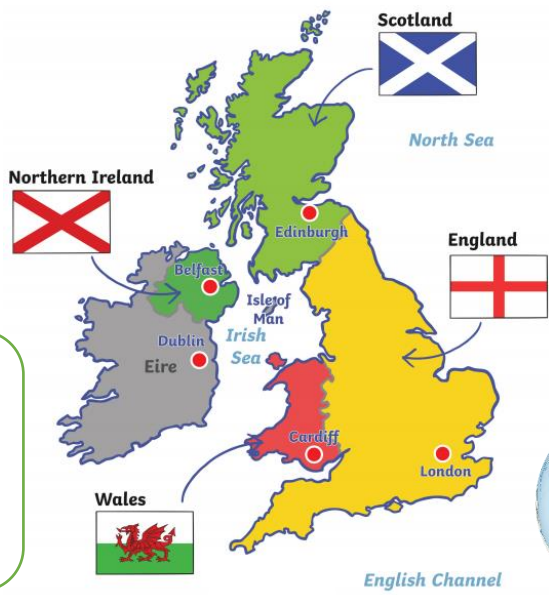 Scotland
North Sea
Northern Ireland
Edinburgh
England
Belfast
Isle of
Man
Dublin
Irish
Sea
Eire
Cardiff
London
Wales
English Channel